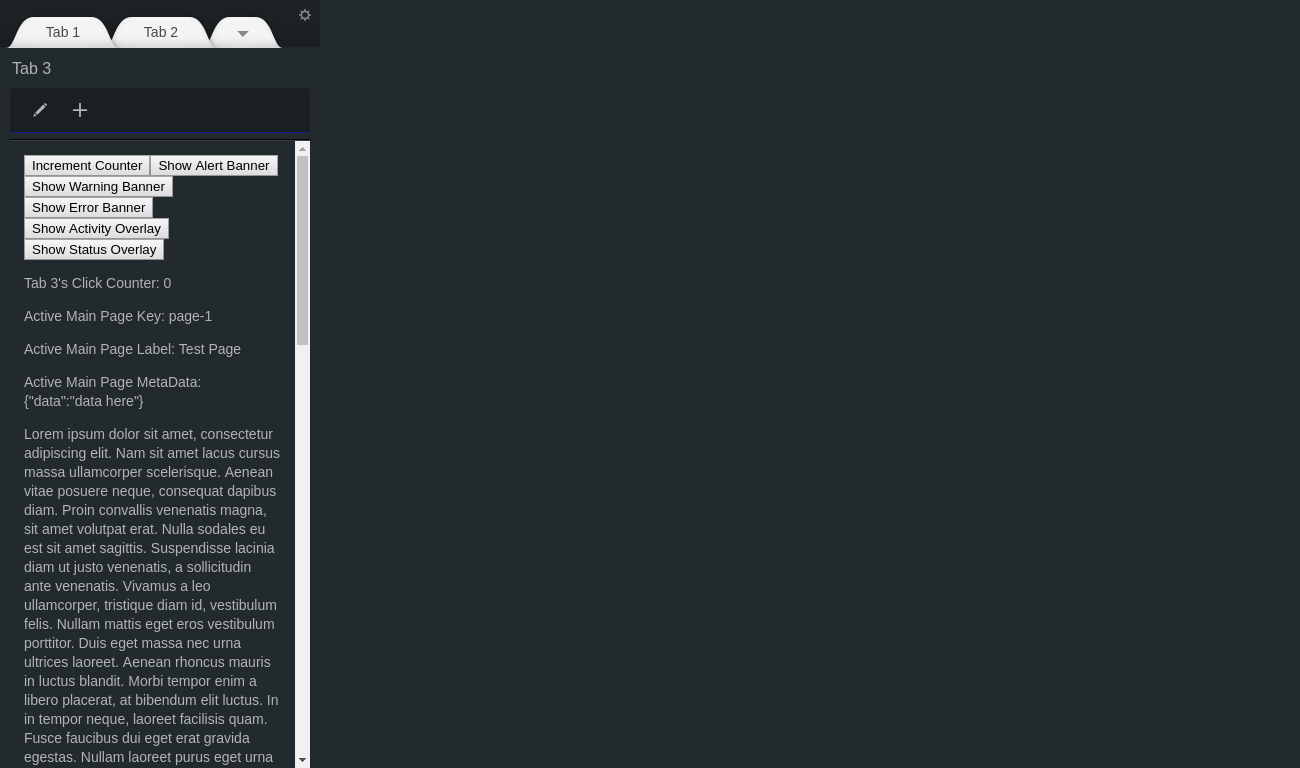 Tab 1 Tab 2
Tab 3
Increment Counter Show Alert Banner
Show Warning Banner
Show Error Banner
Show Activity Overlay
Show Status Overlay
Tab 3's Click Counter: 0
Active Main Page Key: page-1
Active Main Page Label: Test Page
Active Main Page MetaData:
{"data":"data here"}
Lorem ipsum dolor sit amet, consectetur
adipiscing elit. Nam sit amet lacus cursus
massa ullamcorper scelerisque. Aenean
vitae posuere neque, consequat dapibus
diam. Proin convallis venenatis magna,
sit amet volutpat erat. Nulla sodales eu
est sit amet sagittis. Suspendisse lacinia
diam ut justo venenatis, a sollicitudin
ante venenatis. Vivamus a leo
ullamcorper, tristique diam id, vestibulum
felis. Nullam mattis eget eros vestibulum
porttitor. Duis eget massa nec urna
ultrices laoreet. Aenean rhoncus mauris
in luctus blandit. Morbi tempor enim a
libero placerat, at bibendum elit luctus. In
in tempor neque, laoreet facilisis quam.
Fusce faucibus dui eget erat gravida
egestas. Nullam laoreet purus eget urna